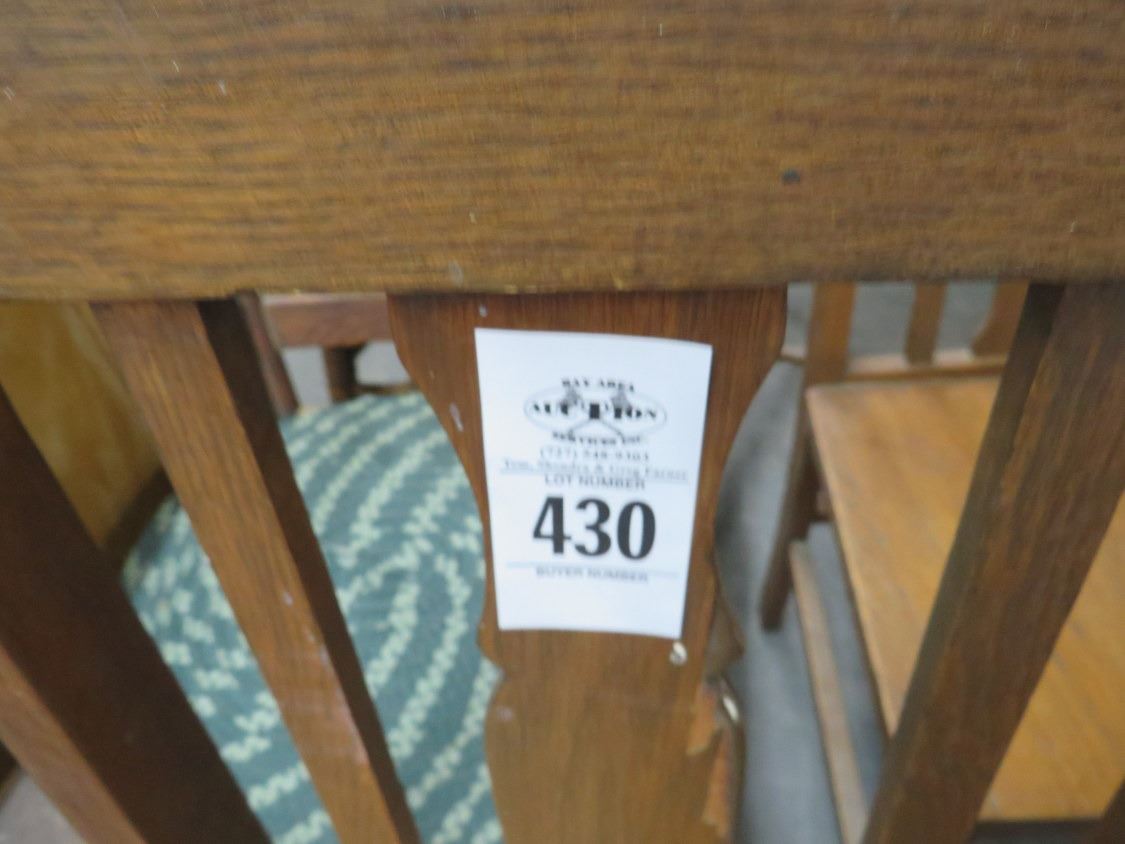 BAY AREA
AUCTION
SERVICES INC.
LOT NUMBER
430
BUYER NUMBER